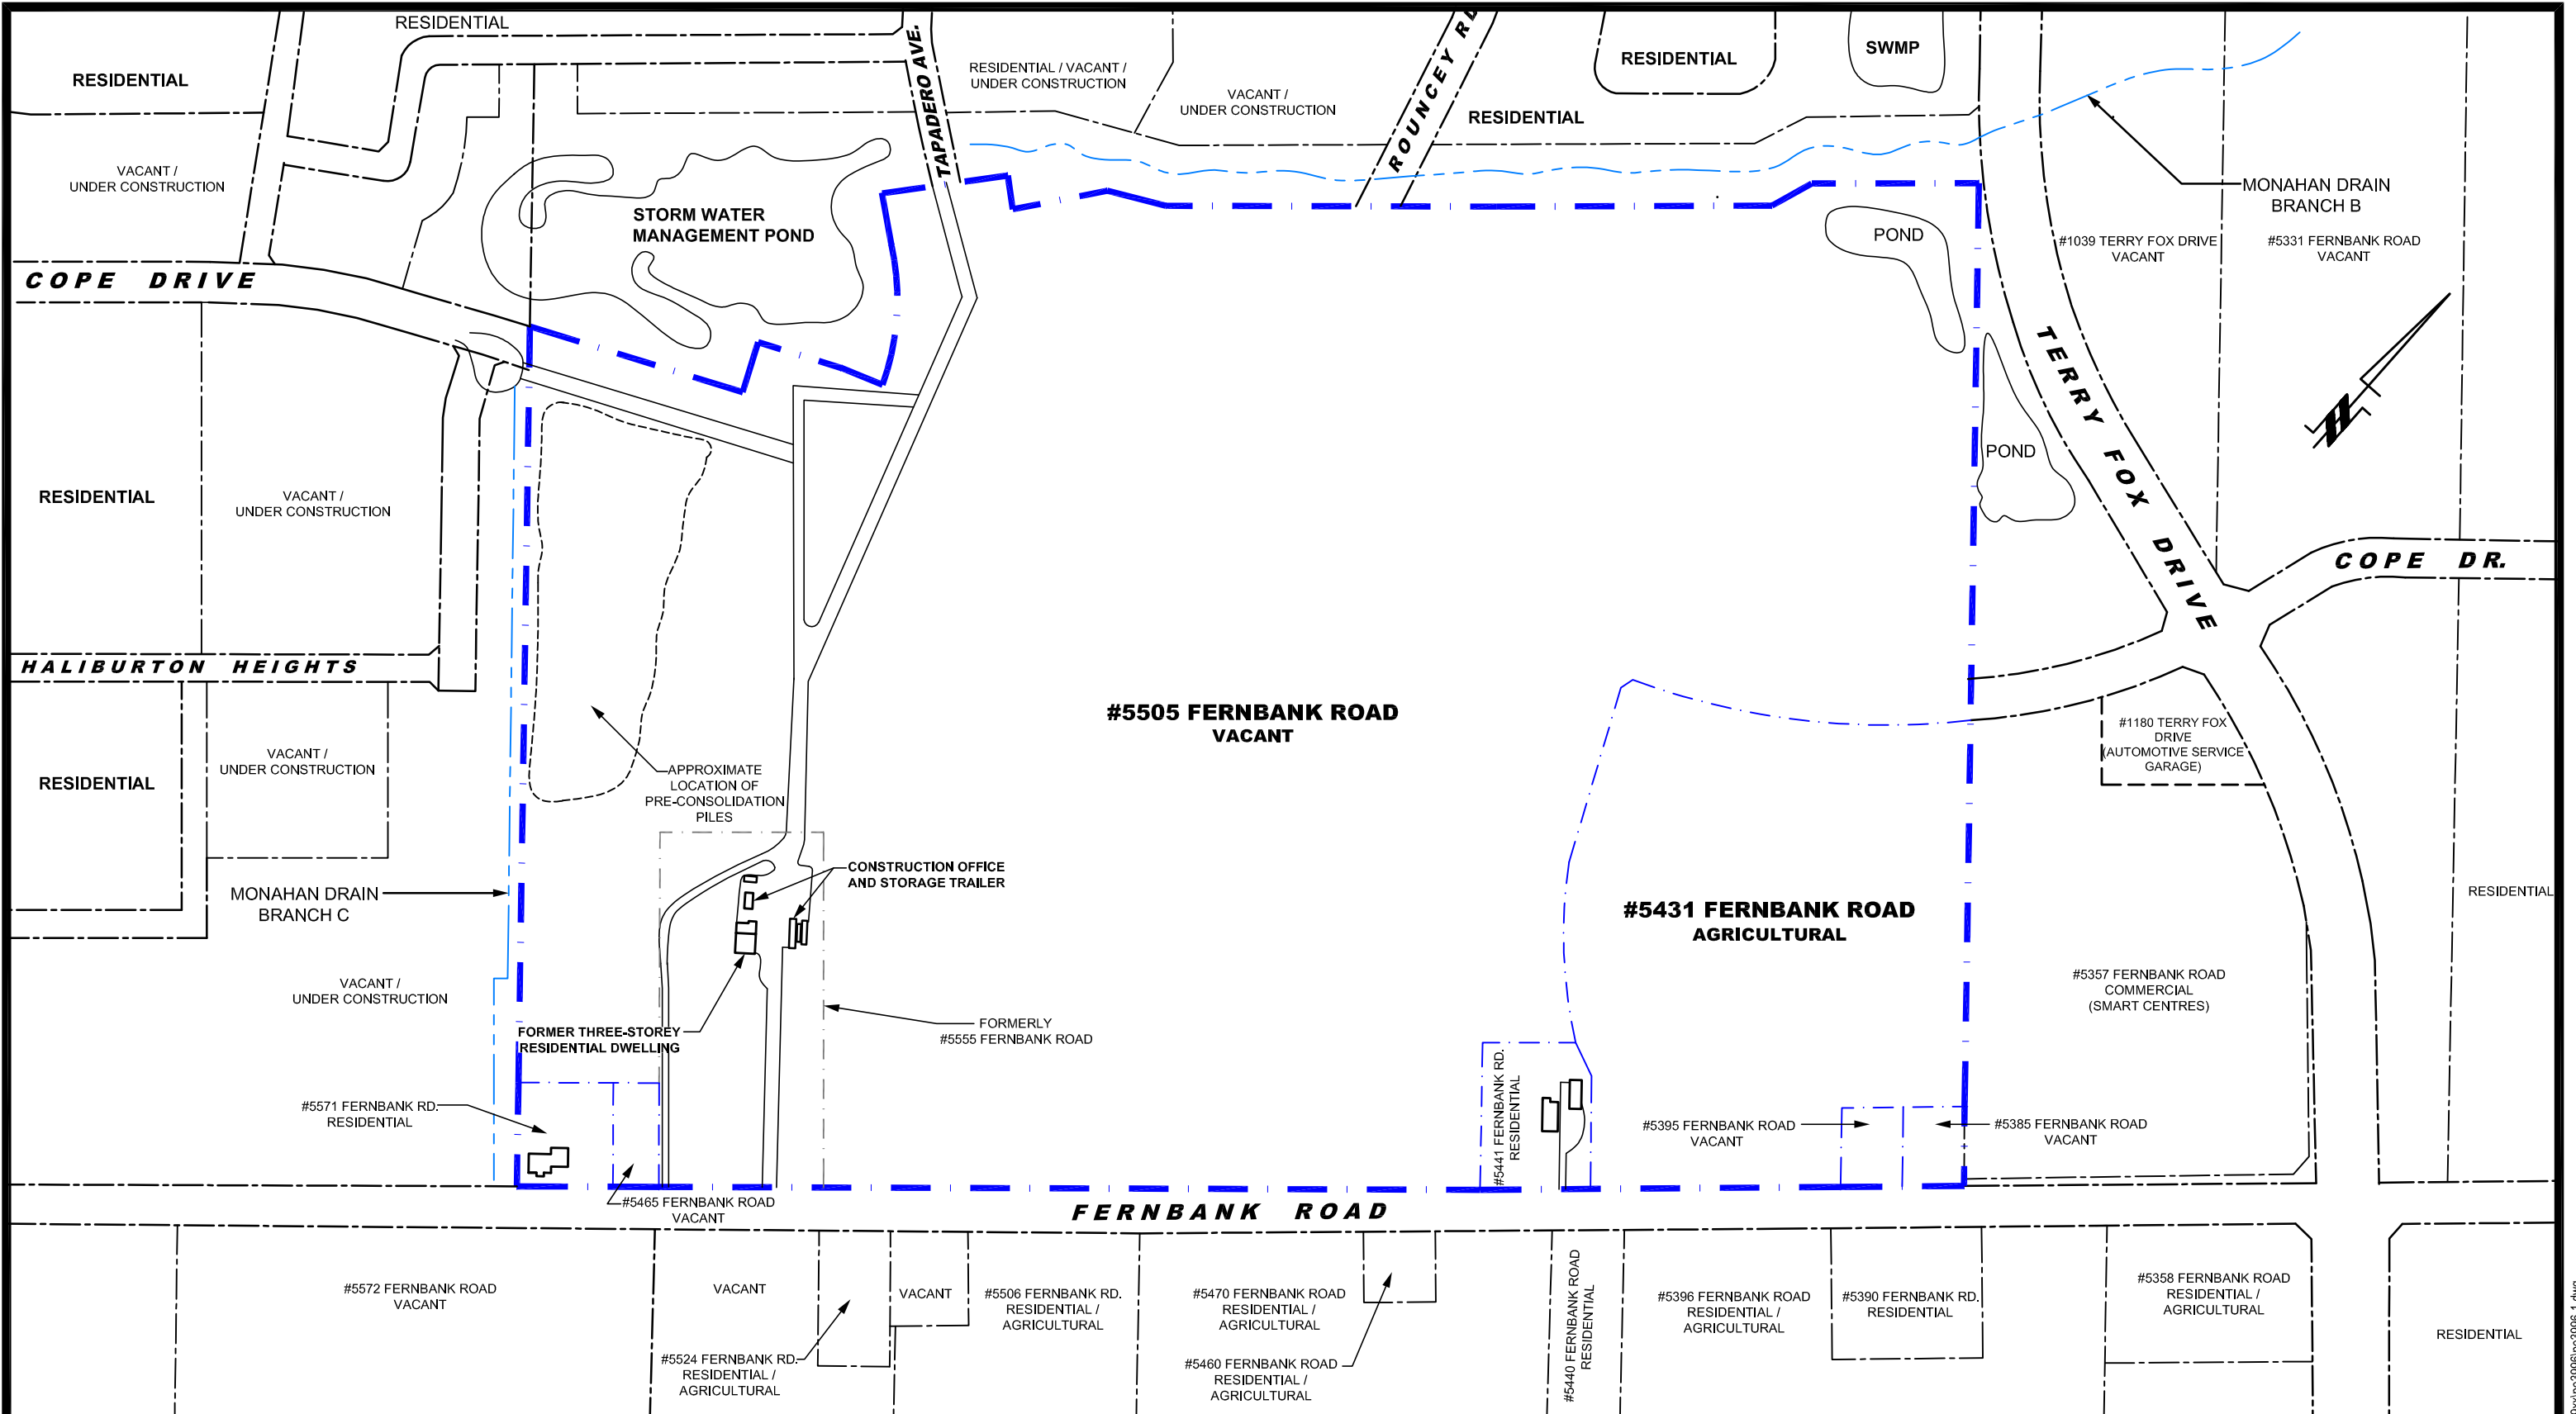 RESIDENTIAL
RESIDENTIAL
TAPADERO AVE.
RESIDENTIAL / VACANT /
UNDER CONSTRUCTION
VACANT /
UNDER CONSTRUCTION
ROUNCEY RD
RESIDENTIAL
RESIDENTIAL
SWMP
VACANT /
UNDER CONSTRUCTION
STORM WATER
MANAGEMENT POND
MONAHAN DRAIN
BRANCH B
POND
#1039 TERRY FOX DRIVE
VACANT
#5331 FERNBANK ROAD
VACANT
COPE DRIVE
TERRY FOX DRIVE
POND
RESIDENTIAL
VACANT /
UNDER CONSTRUCTION
COPE DR.
HALIBURTON HEIGHTS
#5505 FERNBANK ROAD
VACANT
#1180 TERRY FOX
DRIVE
(AUTOMOTIVE SERVICE
GARAGE)
RESIDENTIAL
VACANT /
UNDER CONSTRUCTION
APPROXIMATE
LOCATION OF
PRE-CONSOLIDATION
PILES
CONSTRUCTION OFFICE
AND STORAGE TRAILER
MONAHAN DRAIN
BRANCH C
#5431 FERNBANK ROAD
AGRICULTURAL
RESIDENTIAL
VACANT /
UNDER CONSTRUCTION
#5357 FERNBANK ROAD
COMMERCIAL
(SMART CENTRES)
FORMER THREE-STOREY
RESIDENTIAL DWELLING
FORMERLY
#5555 FERNBANK ROAD
#5571 FERNBANK RD.
RESIDENTIAL
#5441 FERNBANK RD.
RESIDENTIAL
#5395 FERNBANK ROAD
VACANT
#5385 FERNBANK ROAD
VACANT
#5465 FERNBANK ROAD
VACANT
FERNBANK ROAD
#5572 FERNBANK ROAD
VACANT
VACANT
#5524 FERNBANK RD.
RESIDENTIAL /
AGRICULTURAL
VACANT
#5506 FERNBANK RD.
RESIDENTIAL /
AGRICULTURAL
#5470 FERNBANK ROAD
RESIDENTIAL /
AGRICULTURAL
#5460 FERNBANK ROAD
RESIDENTIAL /
AGRICULTURAL
#5440 FERNBANK ROAD
RESIDENTIAL
#5396 FERNBANK ROAD
RESIDENTIAL /
AGRICULTURAL
#5390 FERNBANK RD.
RESIDENTIAL
#5358 FERNBANK ROAD
RESIDENTIAL /
AGRICULTURAL
RESIDENTIAL